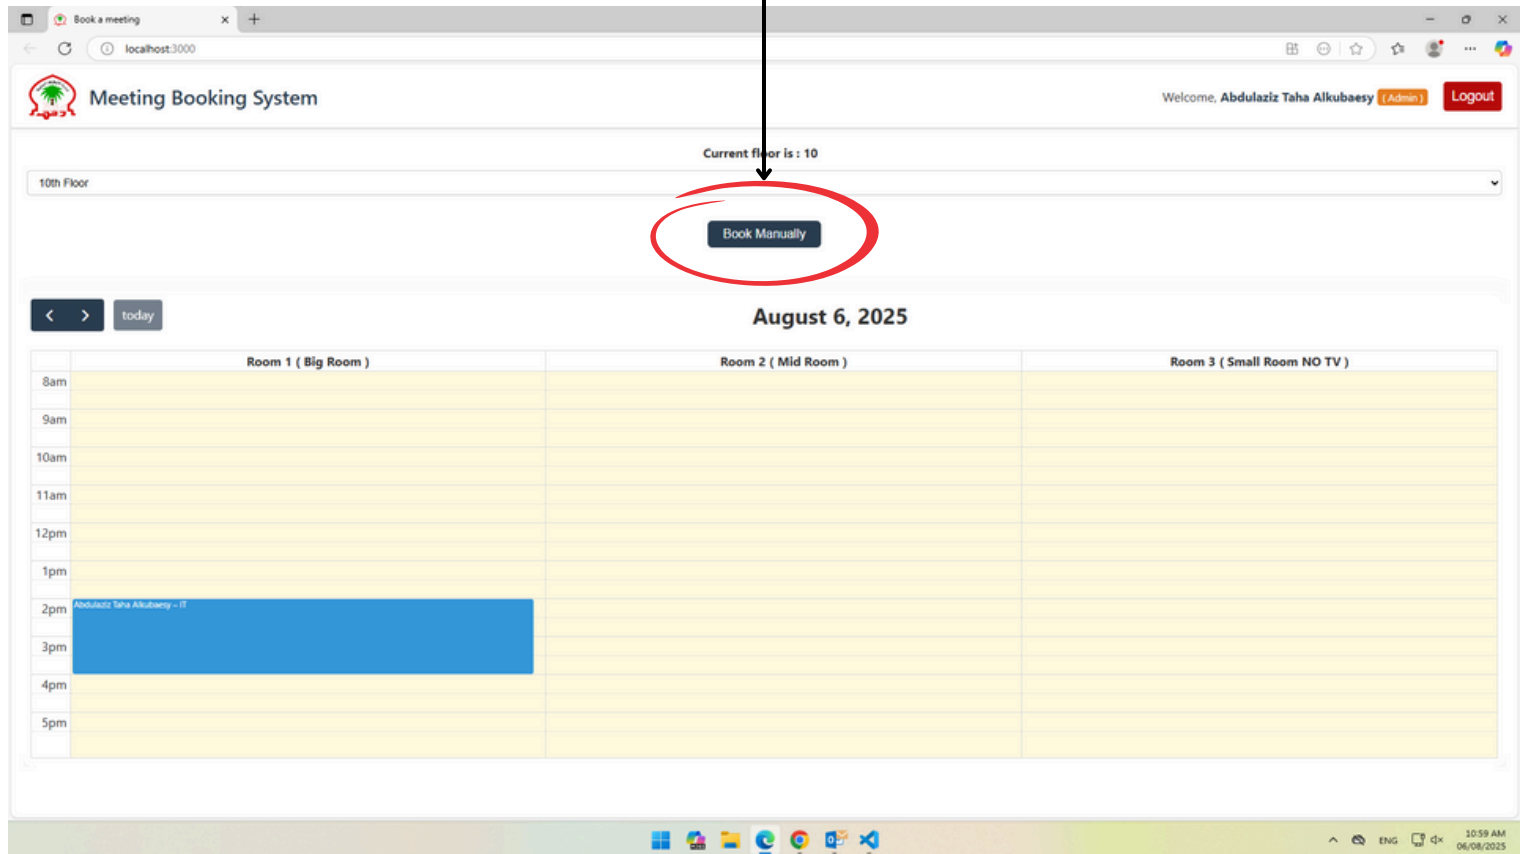 Book a meeting
localhost:3000
Meeting Booking System
Welcome, Abdulaziz Taha Alkubaesy (Admin) Logout
Current floor is : 10
10th Floor
Book Manually
today
August 6, 2025
Room 1 ( Big Room ) Room 2 ( Mid Room ) Room 3 ( Small Room NO TV )
8am
9am
10am
11am
12pm
1pm
2pm Abdulaziz Taha Alkubaesy – IT
3pm
4pm
5pm
ENG 10:59 AM
06/08/2025